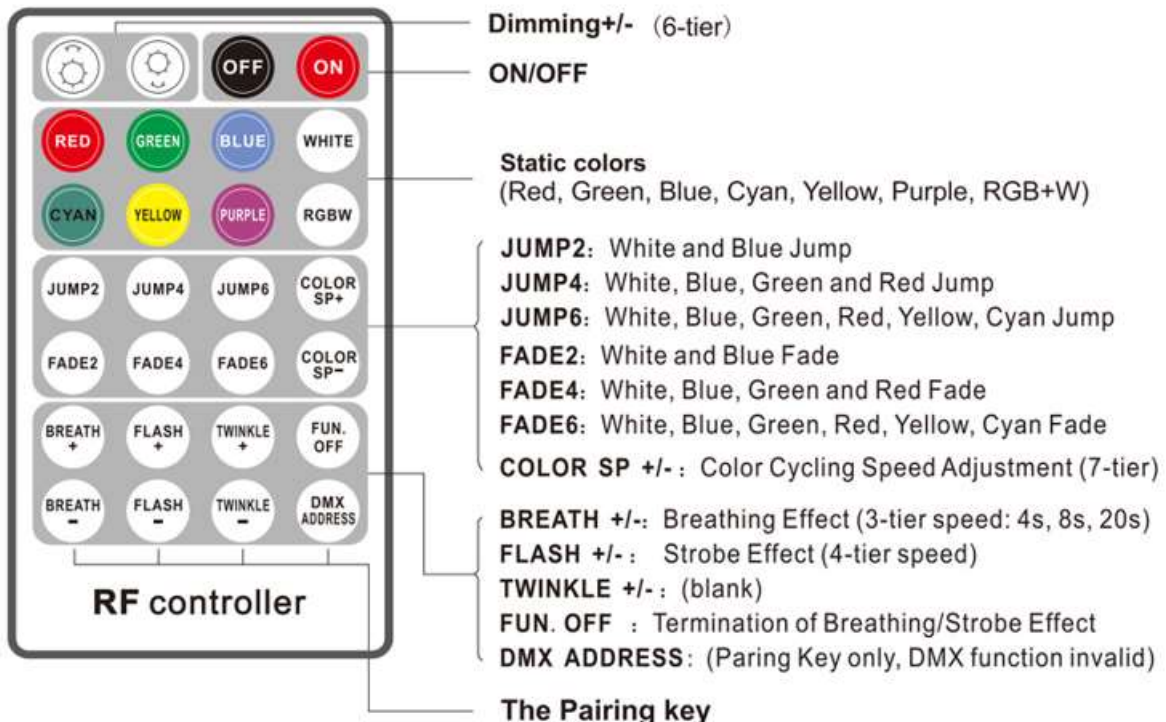 Dimming+/- (6-tier)
OFF
ON
ON/OFF
RED
GREEN
BLUE
WHITE
Static colors
(Red, Green, Blue, Cyan, Yellow, Purple, RGB+W)
CYAN
YELLOW
PURPLE
RGBW
JUMP2
JUMP4
JUMP6
COLOR
SP+
FADE2
FADE4
FADE6
COLOR
SP-
JUMP2: White and Blue Jump
JUMP4: White, Blue, Green and Red Jump
JUMP6: White, Blue, Green, Red, Yellow, Cyan Jump
FADE2: White and Blue Fade
FADE4: White, Blue, Green and Red Fade
FADE6: White, Blue, Green, Red, Yellow, Cyan Fade
COLOR SP +/- : Color Cycling Speed Adjustment (7-tier)
BREATH
+
FLASH
+
TWINKLE
+
FUN.
OFF
BREATH
-
FLASH
-
TWINKLE
-
DMX
ADDRESS
BREATH +/-: Breathing Effect (3-tier speed: 4s, 8s, 20s)
FLASH +/- : Strobe Effect (4-tier speed)
TWINKLE +/- : (blank)
FUN. OFF : Termination of Breathing/Strobe Effect
DMX ADDRESS: (Paring Key only, DMX function invalid)
RF controller
The Pairing key